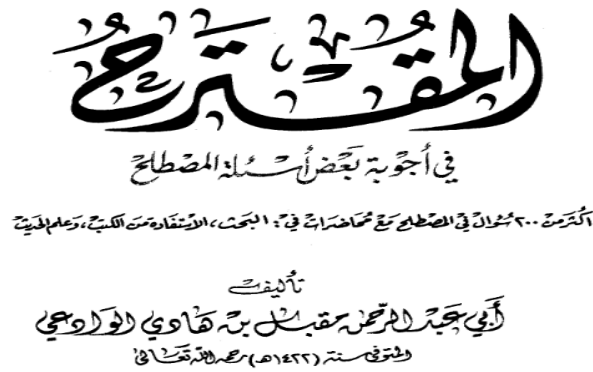 المقترح
في أجوبة بعض أسئلة المصطلح
أكثر من ٢٠٠ سؤال في المصطلح مع محاضرات في: البحث، الاستفادة من الكتب، وعلم الحديث
تأليف
أبي عبد الرحمن مقبل بن هادي الوادعي
المتوفى سنة (١٤٢٢هـ) رحمه الله تعالى